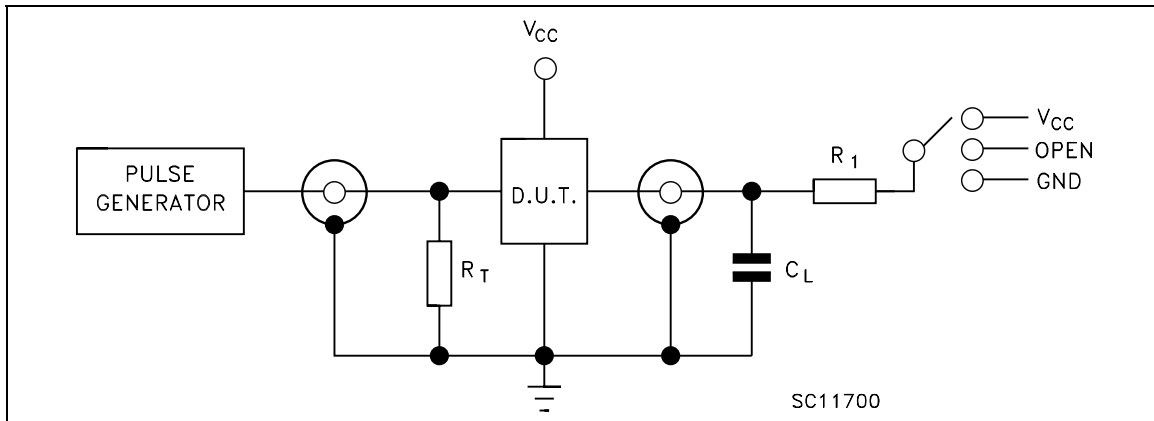 VCC
PULSE
GENERATOR
D.U.T.
RT
CL
R1
VCC
OPEN
GND
SC11700